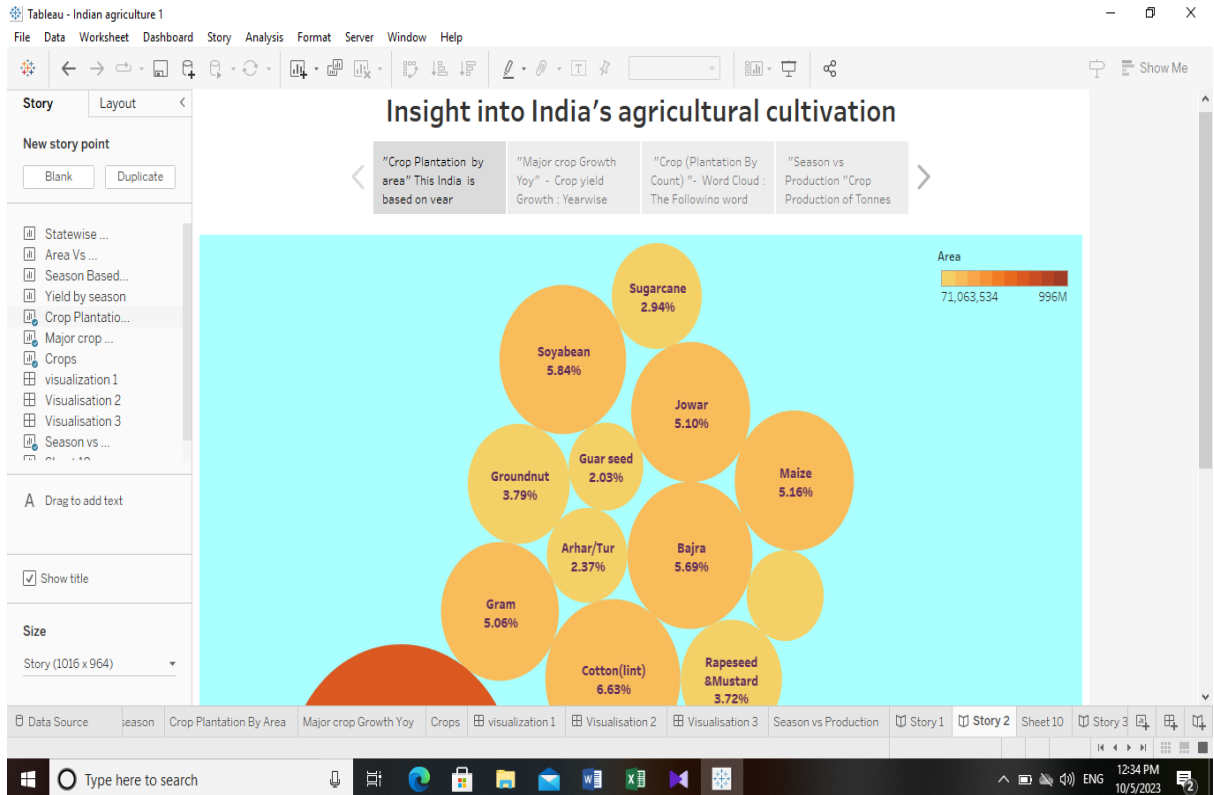 Tableau - Indian agriculture 1
File Data Worksheet Dashboard Story Analysis Format Server Window Help
Show Me
Story Layout
New story point
Blank Duplicate
Statewise ...
Area Vs ...
Season Based...
Yield by season
Crop Plantatio...
Major crop ...
Crops
visualization 1
Visualisation 2
Visualisation 3
Season vs ...
A Drag to add text
Show title
Size
Story (1016 x 964)
Insight into India's agricultural cultivation
"Crop Plantation by
area" This India is
based on year
"Major crop Growth
Yoy" - Crop yield
Growth : Yearwise
"Crop (Plantation By
Count) "- Word Cloud :
The Following word
"Season vs
Production "Crop
Production of Tonnes
Area
71,063,534 996M
Sugarcane
2.94%
Soyabean
5.84%
Jowar
5.10%
Guar seed
2.03%
Groundnut
3.79%
Maize
5.16%
Arhar/Tur
2.37%
Bajra
5.69%
Gram
5.06%
Cotton(lint)
6.63%
Rapeseed
&Mustard
3.72%
Data Source season Crop Plantation By Area Major crop Growth Yoy Crops visualization 1 Visualisation 2 Visualisation 3 Season vs Production Story 1 Story 2 Sheet 10 Story 3
Type here to search
ENG
12:34 PM
10/5/2023
2